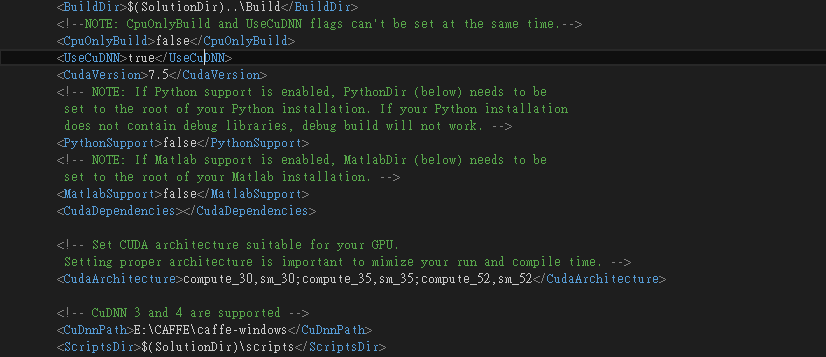 <BuildDir>$(SolutionDir)..\Build</BuildDir>
<!--NOTE: CpuOnlyBuild and UseCuDNN flags can't be set at the same time.-->
<CpuOnlyBuild>false</CpuOnlyBuild>
<UseCuDNN>true</UseCuDNN>
<CudaVersion>7.5</CudaVersion>
<!-- NOTE: If Python support is enabled, PythonDir (below) needs to be
set to the root of your Python installation. If your Python installation
does not contain debug libraries, debug build will not work. -->
<PythonSupport>false</PythonSupport>
<!-- NOTE: If Matlab support is enabled, MatlabDir (below) needs to be
set to the root of your Matlab installation. -->
<MatlabSupport>false</MatlabSupport>
<CudaDependencies></CudaDependencies>
<!-- Set CUDA architecture suitable for your GPU.
Setting proper architecture is important to mimize your run and compile time. -->
<CudaArchitecture>compute_30,sm_30;compute_35,sm_35;compute_52,sm_52</CudaArchitecture>
<!-- CuDNN 3 and 4 are supported -->
<CuDnnPath>E:\CAFFE\caffe-windows</CuDnnPath>
<ScriptsDir>$(SolutionDir)\scripts</ScriptsDir>